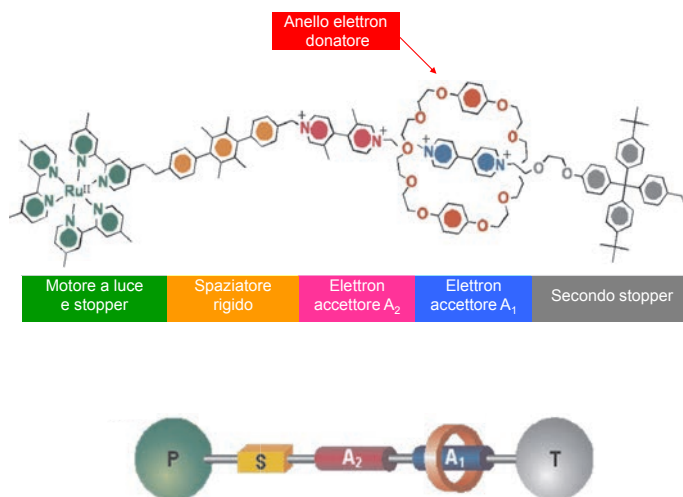 Anello elettron
donatore
Ru^II
N N N N N N
N+ N+ N+ N+
O O O O O O O O O O
O O
Motore a luce
e stopper
Spaziatore
rigido
Elettron
accettore A₂
Elettron
accettore A₁
Secondo stopper
P
S
A₂
A₁
T